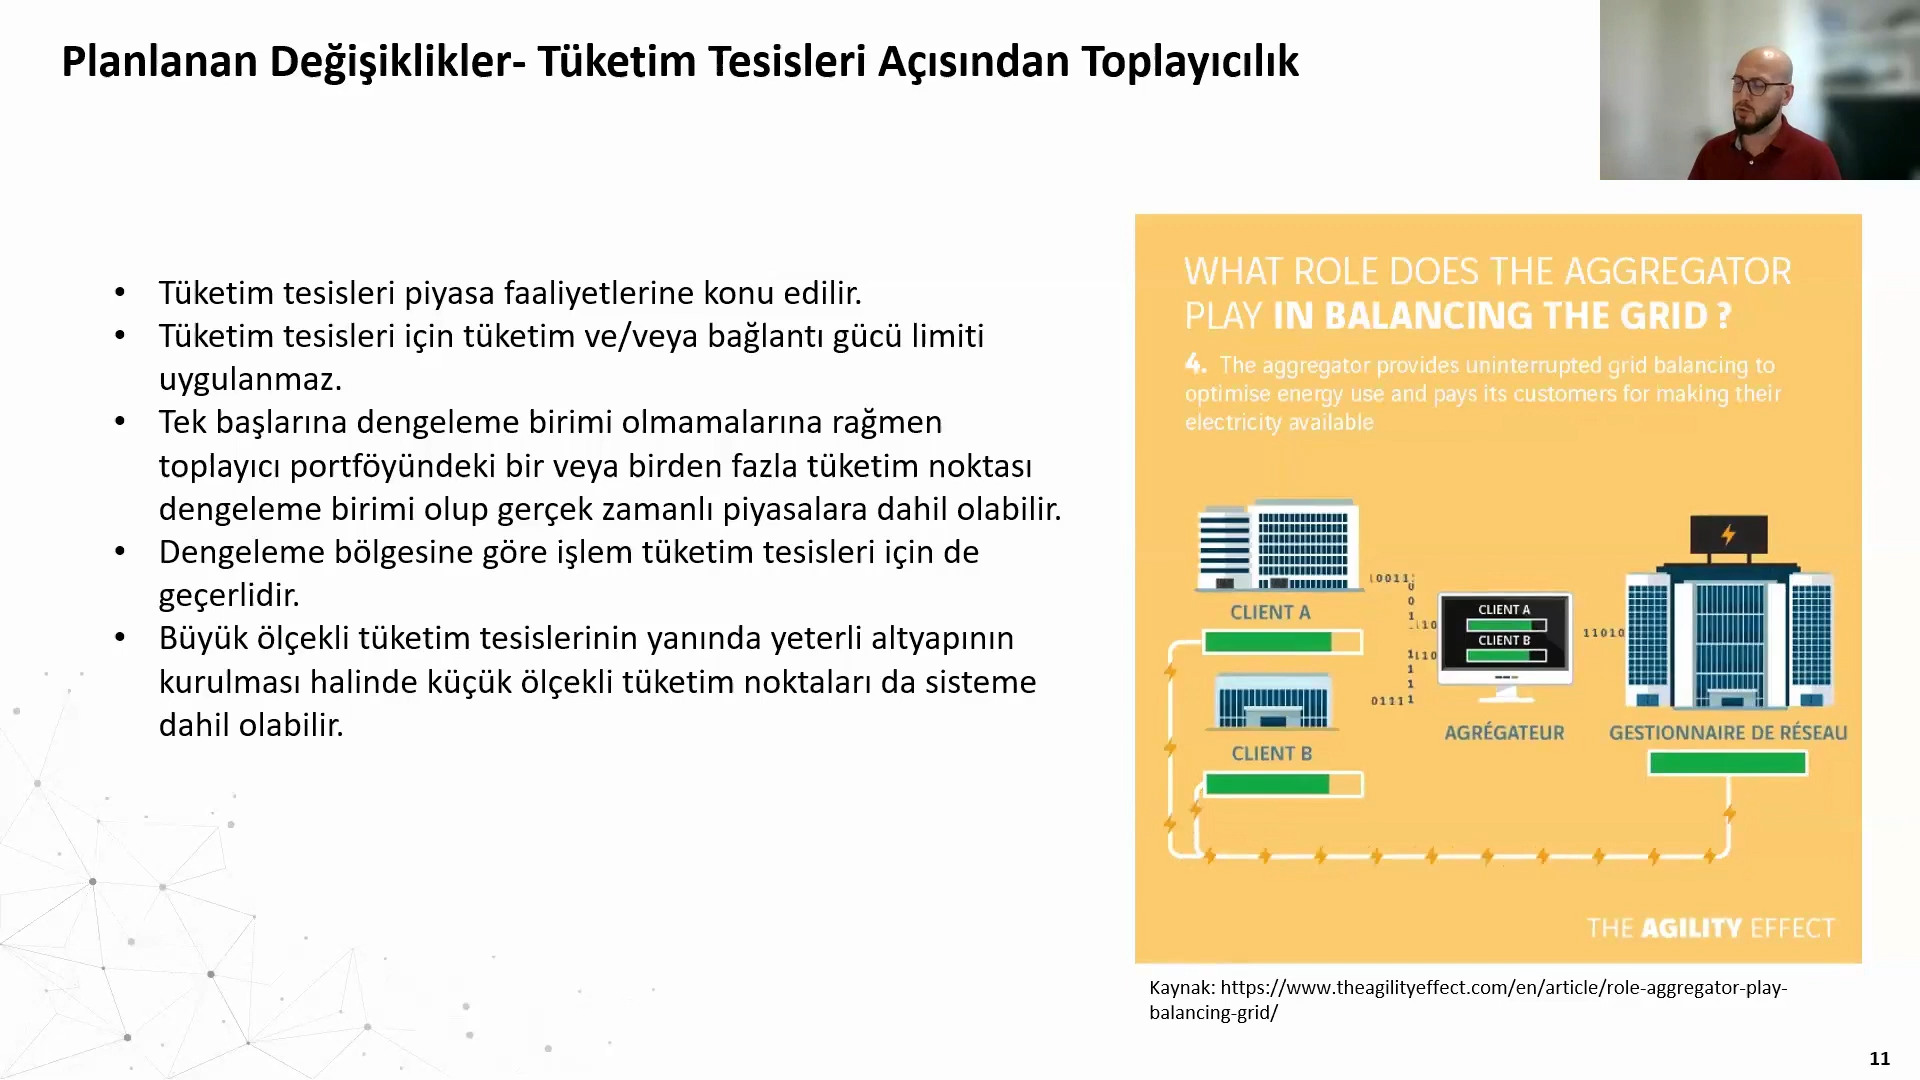 Planlanan Değişiklikler- Tüketim Tesisleri Açısından Toplayıcılık
• Tüketim tesisleri piyasa faaliyetlerine konu edilir.
• Tüketim tesisleri için tüketim ve/veya bağlantı gücü limiti
uygulanmaz.
• Tek başlarına dengeleme birimi olmamalarına rağmen
toplayıcı portföyündeki bir veya birden fazla tüketim noktası
dengeleme birimi olup gerçek zamanlı piyasalara dahil olabilir.
• Dengeleme bölgesine göre işlem tüketim tesisleri için de
geçerlidir.
• Büyük ölçekli tüketim tesislerinin yanında yeterli altyapının
kurulması halinde küçük ölçekli tüketim noktaları da sisteme
dahil olabilir.
WHAT ROLE DOES THE AGGREGATOR
PLAY IN BALANCING THE GRID ?
4. The aggregator provides uninterrupted grid balancing to
optimise energy use and pays its customers for making their
electricity available
CLIENT A
CLIENT B
CLIENT A
CLIENT B
11010
01111
AGRÉGATEUR
GESTIONNAIRE DE RÉSEAU
THE AGILITY EFFECT
Kaynak: https://www.theagilityeffect.com/en/article/role-aggregator-play-
balancing-grid/
11